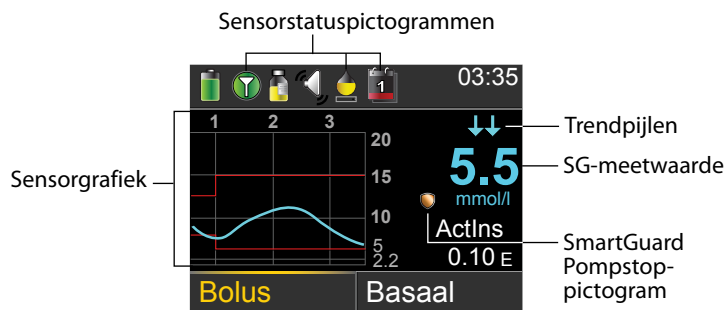 Sensorstatuspictogrammen
1
03:35
1 2 3
20
15
10
5
2.2
Sensorgrafiek
Trendpijlen
5.5
SG-meetwaarde
mmol/l
ActIns
0.10 E
SmartGuard
Pompstop-
pictogram
Bolus
Basaal